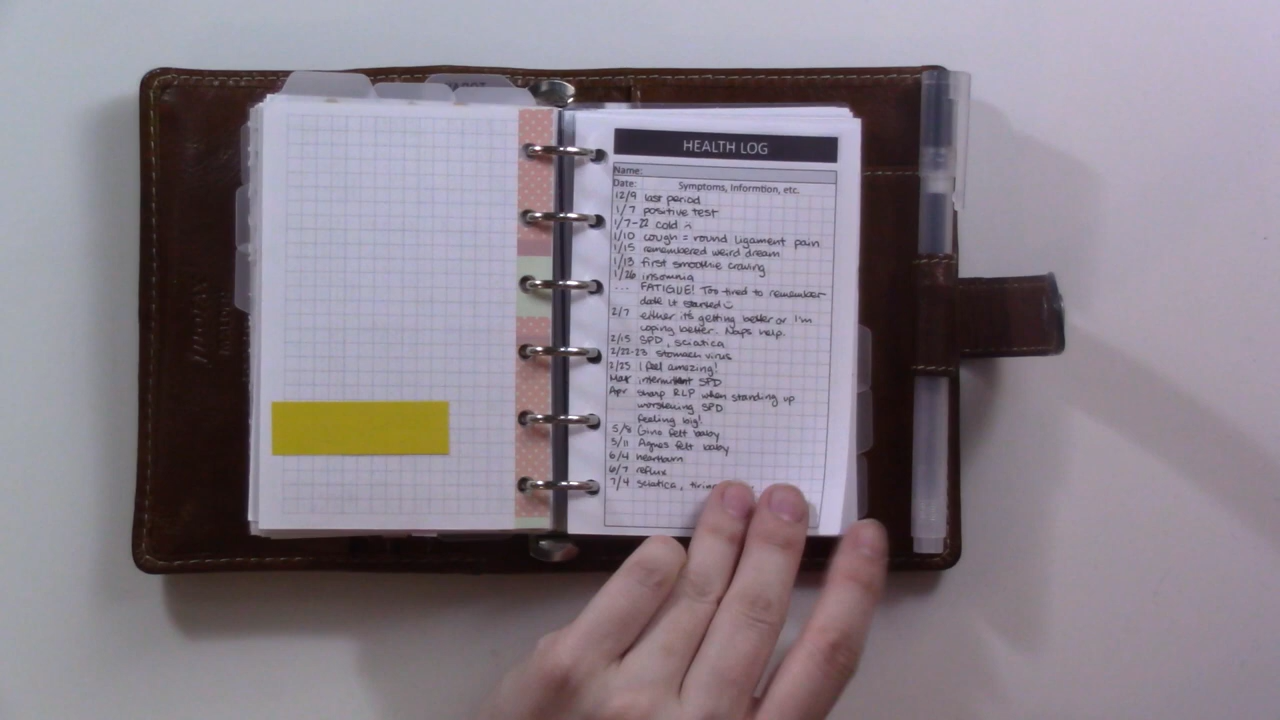 HEALTH LOG
Name:
Date: Symptoms, Informtion, etc.
12/9 last period
1/7 positive test
1/7-22 cold :(
1/10 cough = round ligament pain
1/15 remembered weird dream
1/13 first smoothie craving
1/26 insomnia
... FATIGUE! Too tired to remember
date it started :)
2/7 either it's getting better or I'm
coping better. Naps help.
2/15 SPD, sciatica
2/22-23 stomach virus
2/25 I feel amazing!
Mar intermittent SPD
Apr sharp RLP when standing up
worstening SPD
feeling big!
5/8 Gino felt baby
5/11 Agnes felt baby
6/4 heartburn
6/7 reflux
7/4 sciatica,